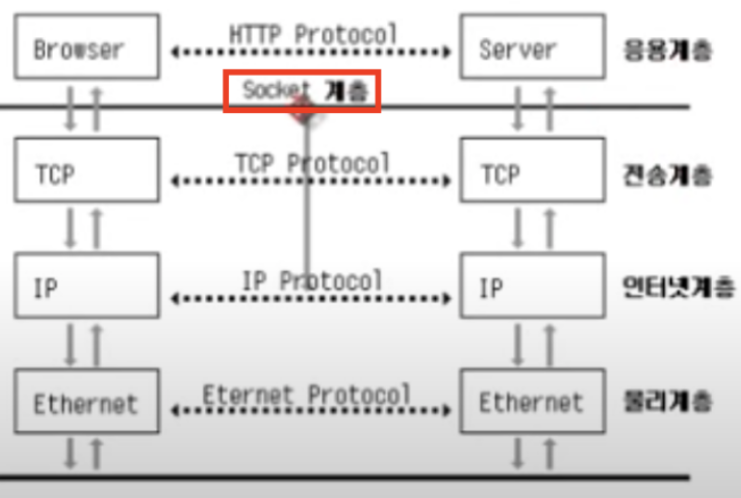 HTTP Protocol
Browser
Server
응용계층
Socket 계층
TCP Protocol
TCP
TCP
전송계층
IP Protocol
IP
IP
인터넷계층
Eternet Protocol
Ethernet
Ethernet
물리계층